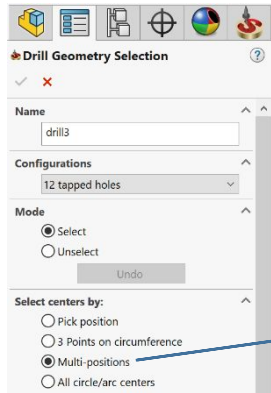 Drill Geometry Selection
?
Name
drill3
Configurations
12 tapped holes
Mode
Select
Unselect
Undo
Select centers by:
Pick position
3 Points on circumference
Multi-positions
All circle/arc centers